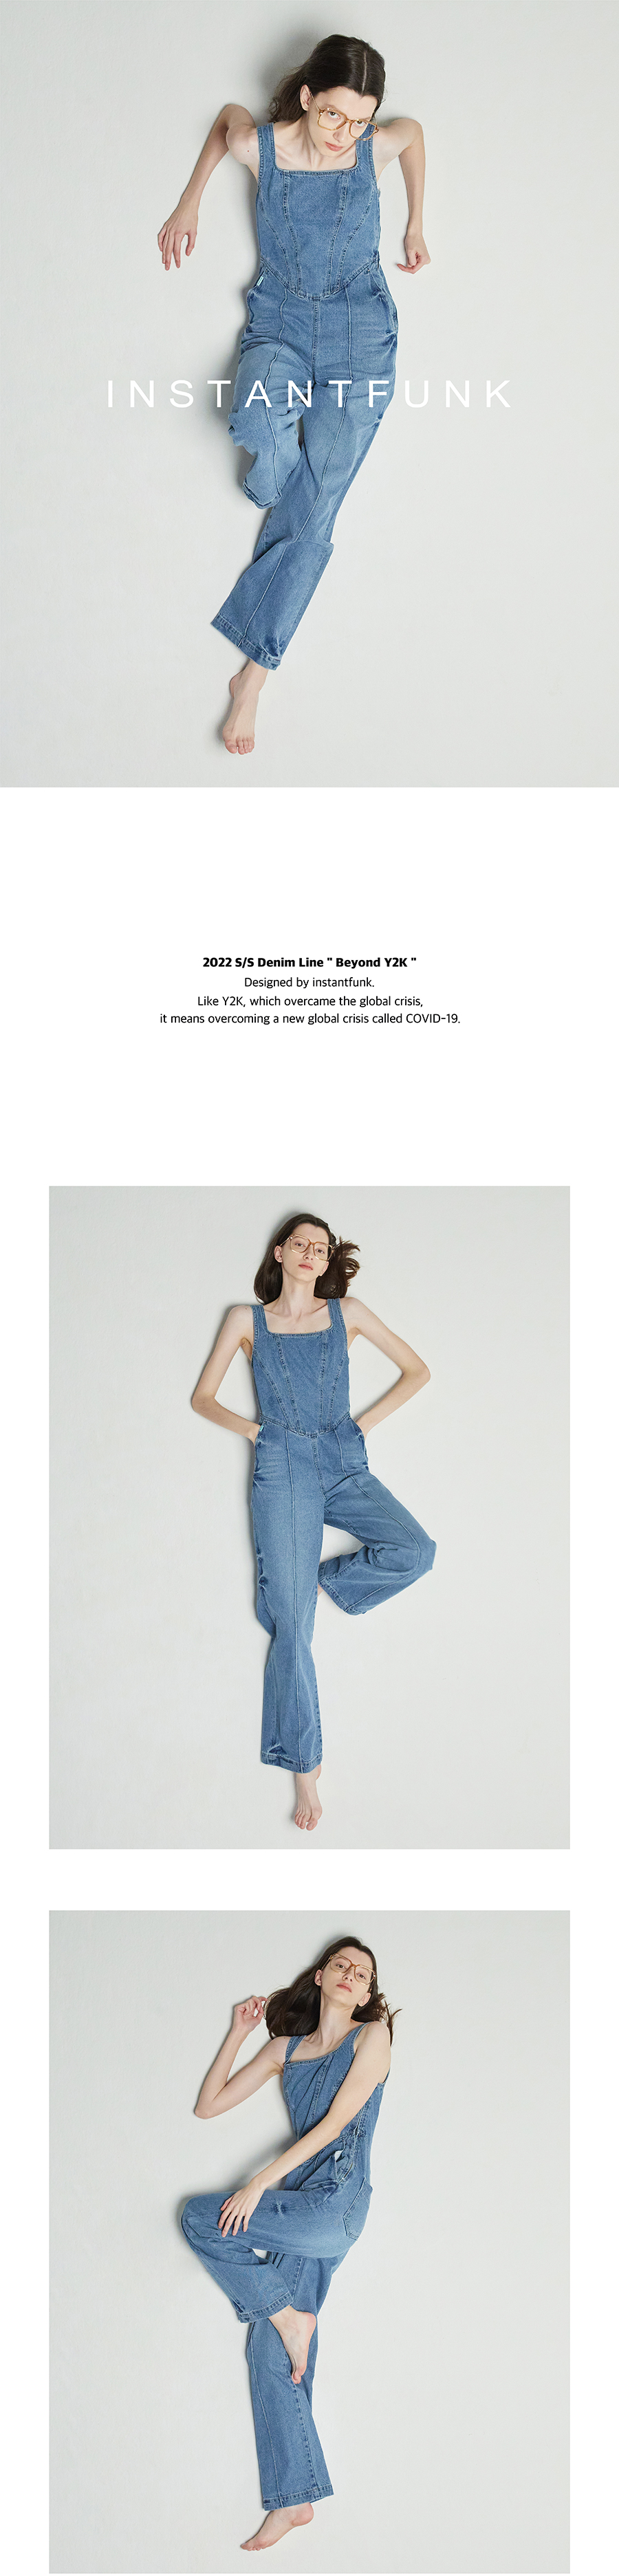 INSTANTFUNK
2022 S/S Denim Line " Beyond Y2K "
Designed by instantfunk.
Like Y2K, which overcame the global crisis,
it means overcoming a new global crisis called COVID-19.